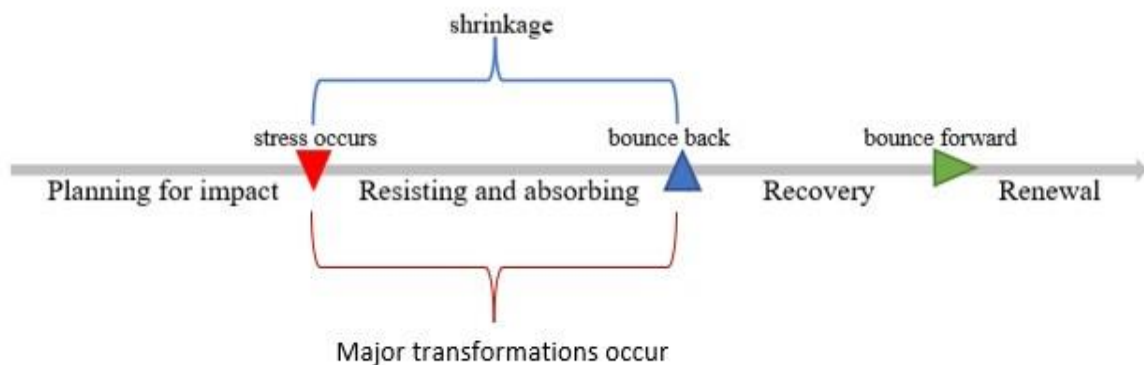 shrinkage
stress occurs
bounce back
bounce forward
Planning for impact
Resisting and absorbing
Recovery
Renewal
Major transformations occur